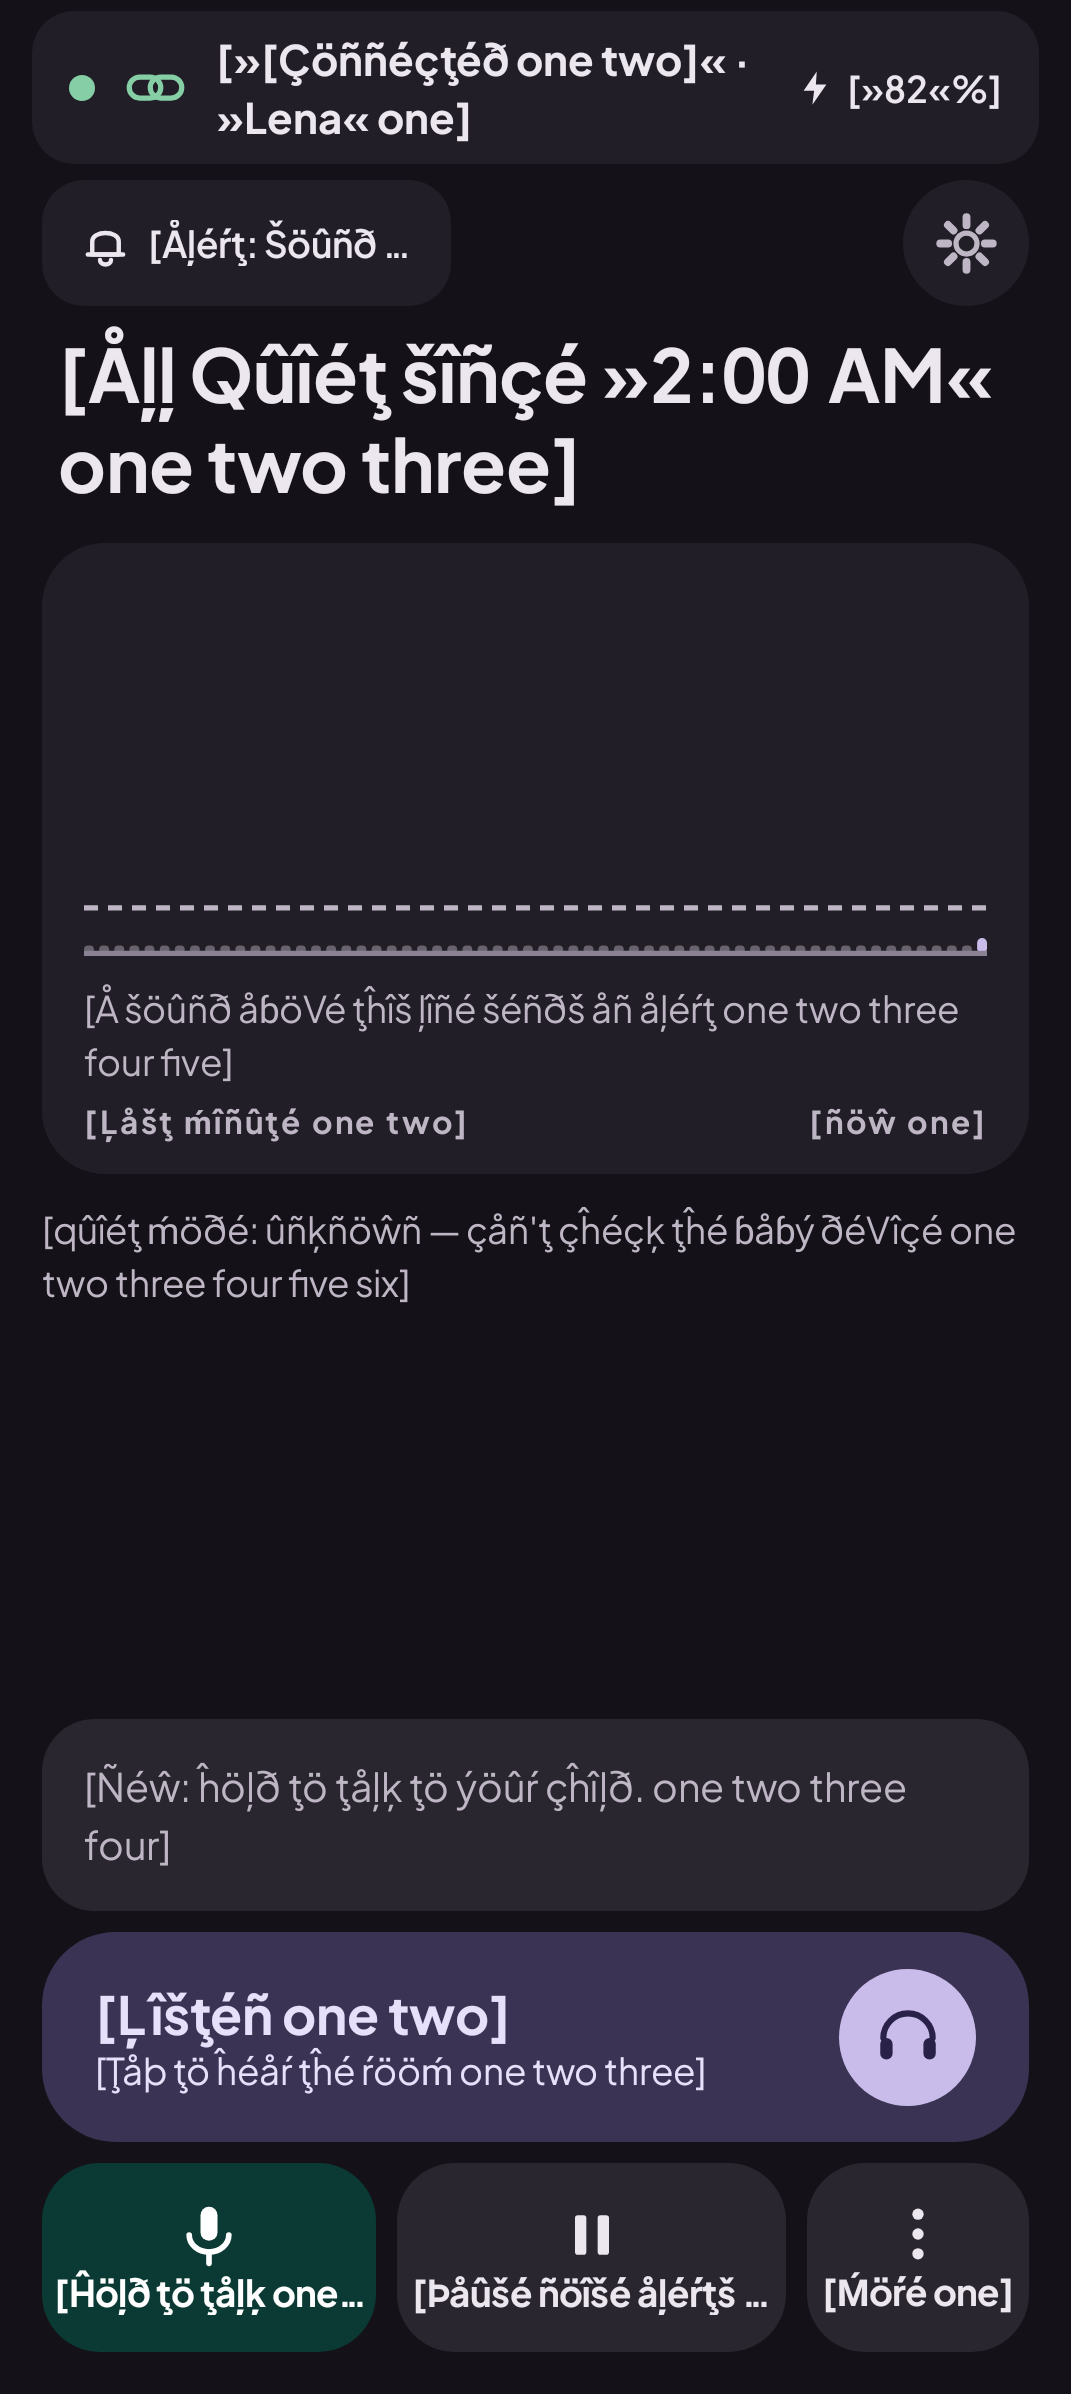 [»[Çöññéçţéð one two]« ·
»Lena« one]
[»82«%]
[Åļéŕţ: Šöûñð …
[Åļļ Qûîéţ šîñçé »2:00 AM«
one two three]
[Å šöûñð åƀöVé ţĥîš ļîñé šéñðš åñ åļéŕţ one two three
four five]
[Ļåšţ ḿîñûţé one two]
[ñöŵ one]
[qûîéţ ḿöðé: ûñķñöŵñ — çåñ'ţ çĥéçķ ţĥé ƀåƀý ðéVîçé one
two three four five six]
[Ñéŵ: ĥöļð ţö ţåļķ ţö ýöûŕ çĥîļð. one two three
four]
[Ļîšţéñ one two]
[Ţåþ ţö ĥéåŕ ţĥé ŕööḿ one two three]
[Ĥöļð ţö ţåļķ one…
[Þåûšé ñöîšé åļéŕţš …
[Ḿöŕé one]